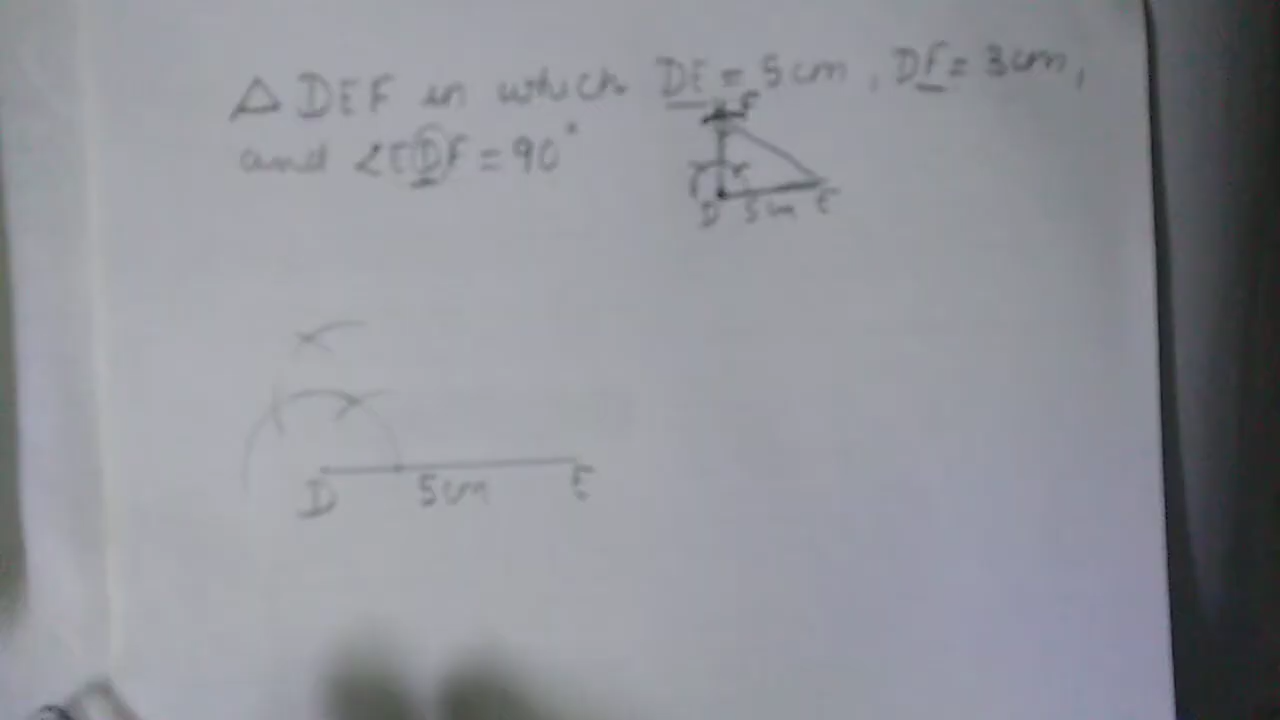 △ DEF in which DE = 5cm, DF = 3cm,
and ∠EDF = 90°
F
D 5cm E
D 5cm E